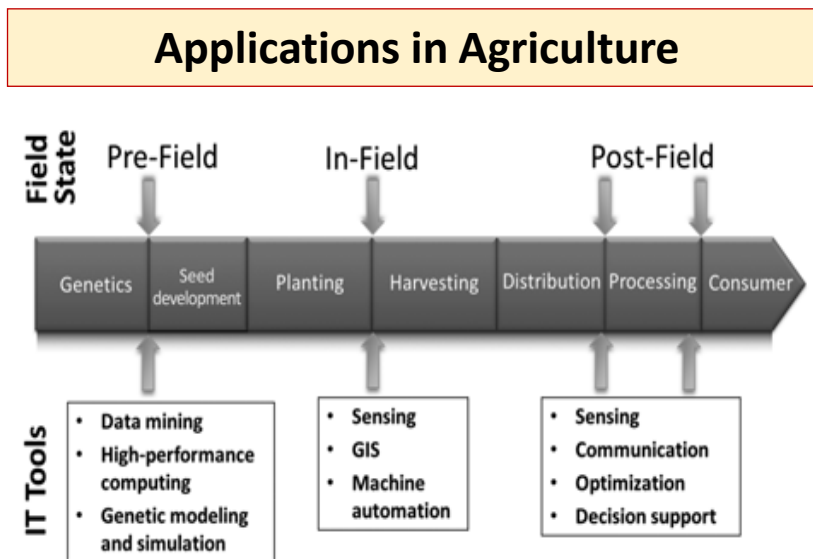 Applications in Agriculture
Field
State
Pre-Field
In-Field
Post-Field
Genetics
Seed
development
Planting
Harvesting
Distribution
Processing
Consumer
IT Tools
• Data mining
• High-performance
computing
• Genetic modeling
and simulation
• Sensing
• GIS
• Machine
automation
• Sensing
• Communication
• Optimization
• Decision support